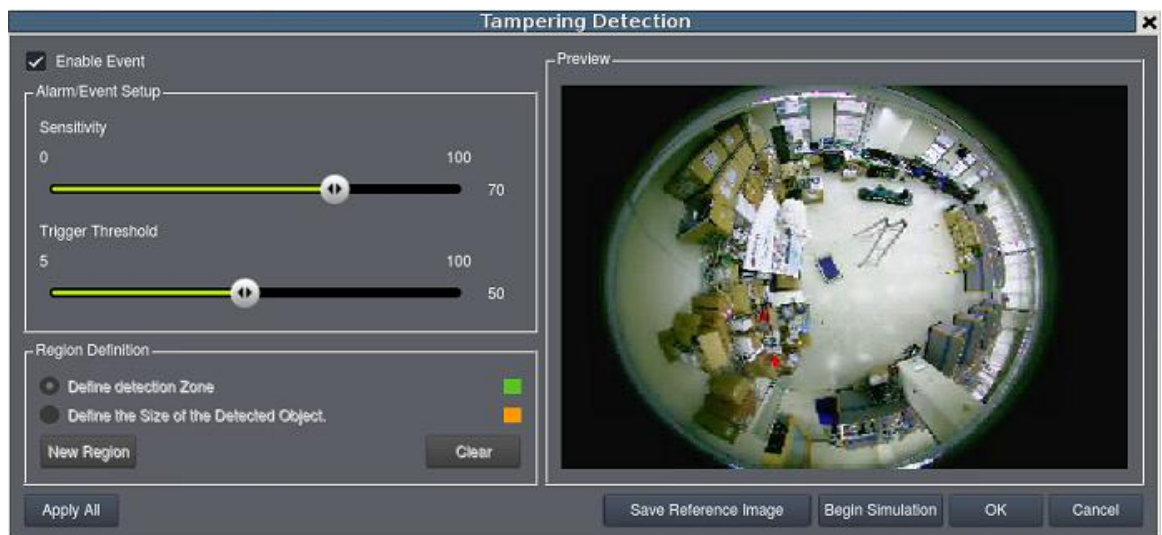 Tampering Detection
Enable Event
Alarm/Event Setup
Sensitivity
0 100
70
Trigger Threshold
5 100
50
Region Definition
Define detection Zone
Define the Size of the Detected Object.
New Region Clear
Preview
Apply All Save Reference Image Begin Simulation OK Cancel